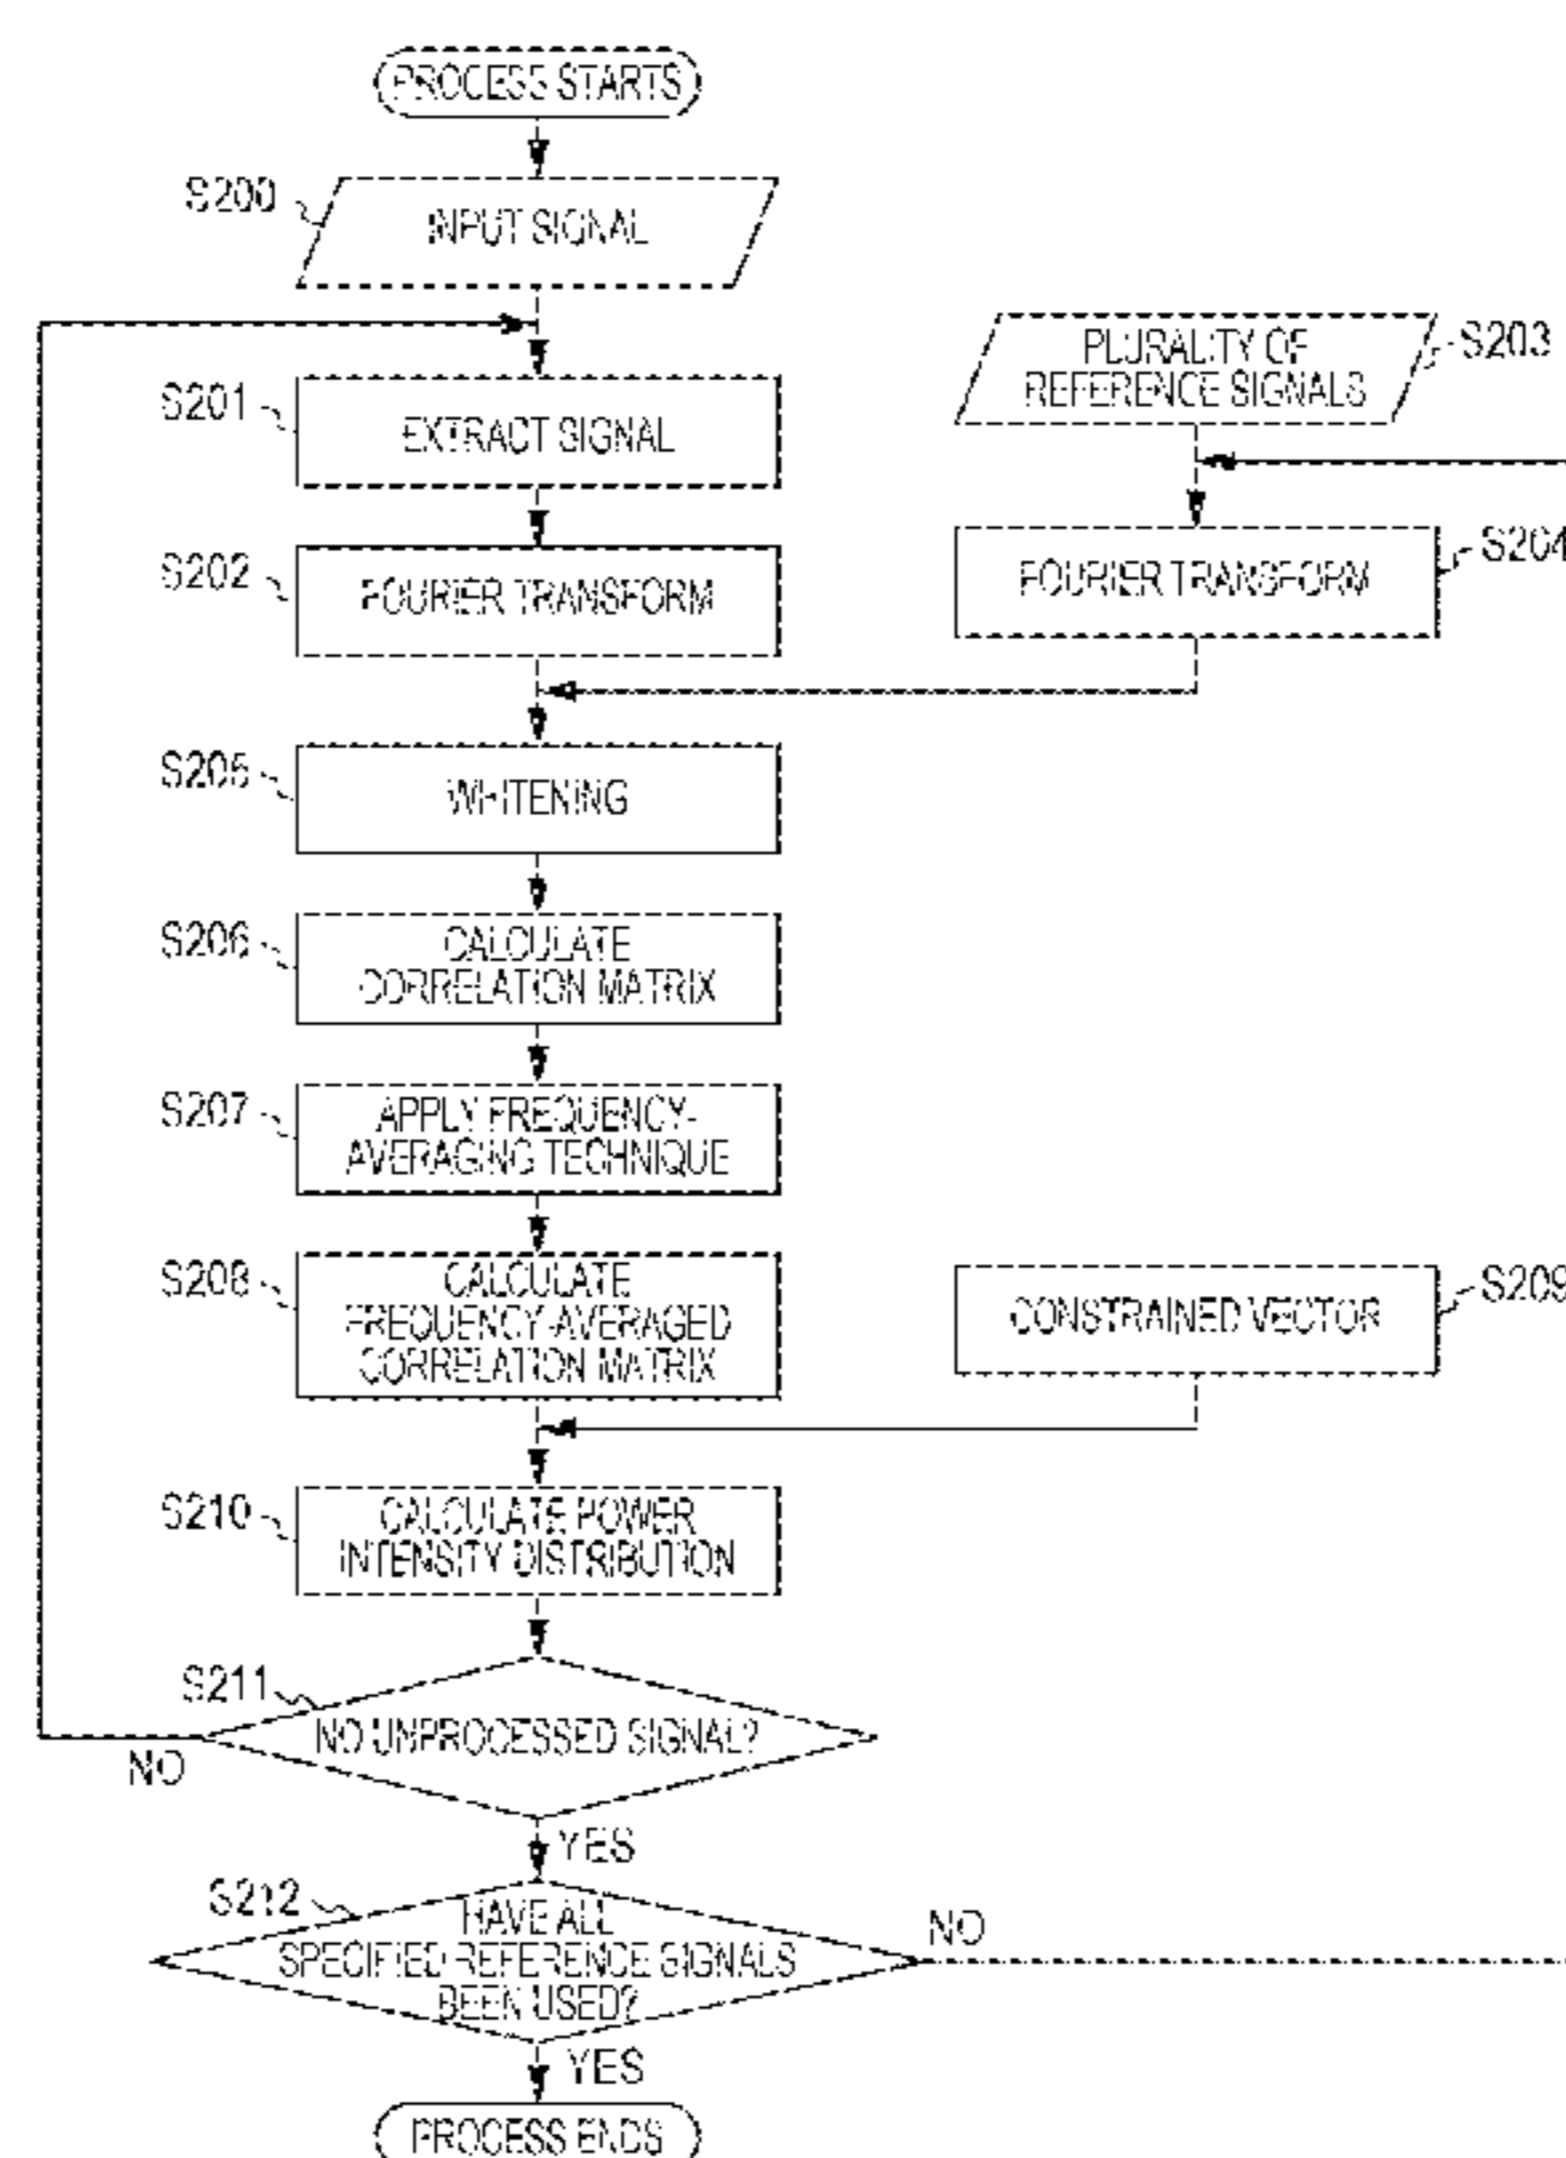 PROCESS STARTS
S200
INPUT SIGNAL
PLURALITY OF
REFERENCE SIGNALS
S203
S201
EXTRACT SIGNAL
S202
FOURIER TRANSFORM
FOURIER TRANSFORM
S204
S205
WHITENING
S206
CALCULATE
CORRELATION MATRIX
S207
APPLY FREQUENCY-
AVERAGING TECHNIQUE
S208
CALCULATE
FREQUENCY-AVERAGED
CORRELATION MATRIX
CONSTRAINED VECTOR
S209
S210
CALCULATE POWER
INTENSITY DISTRIBUTION
S211
NO UNPROCESSED SIGNAL?
NO
YES
S212
HAVE ALL
SPECIFIED REFERENCE SIGNALS
BEEN USED?
NO
YES
PROCESS ENDS